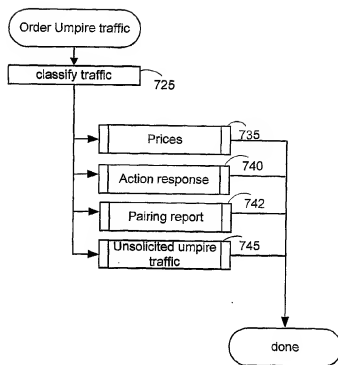 Order Umpire traffic
classify traffic
725
Prices
735
Action response
740
Pairing report
742
Unsolicited umpire
traffic
745
done